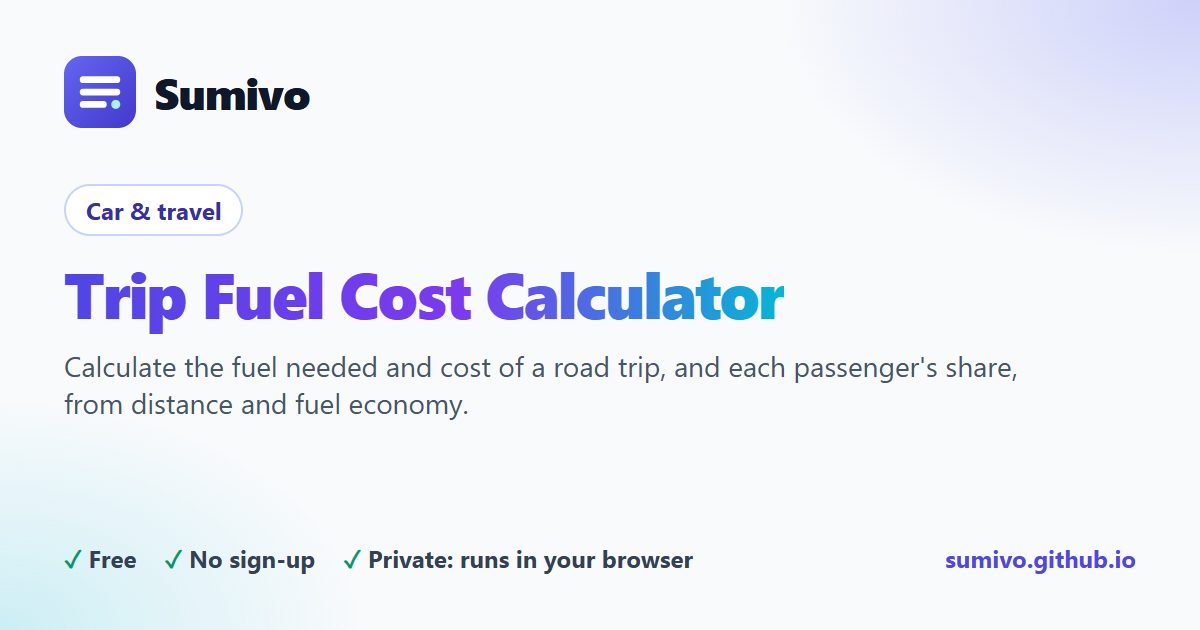 Sumivo
Car & travel
Trip Fuel Cost Calculator
Calculate the fuel needed and cost of a road trip, and each passenger's share,
from distance and fuel economy.
✓ Free ✓ No sign-up ✓ Private: runs in your browser
sumivo.github.io